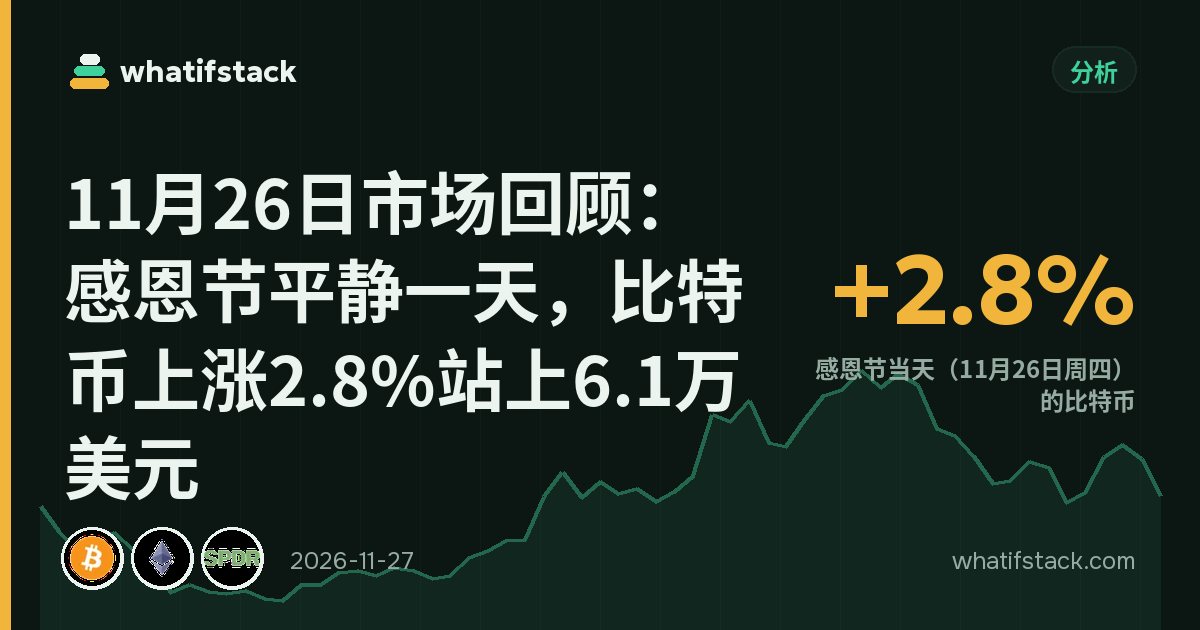 whatifstack
分析
11月26日市场回顾：
感恩节平静一天，比特
币上涨2.8%站上6.1万
美元
+2.8%
感恩节当天（11月26日周四）
的比特币
SPDR
2026-11-27
whatifstack.com